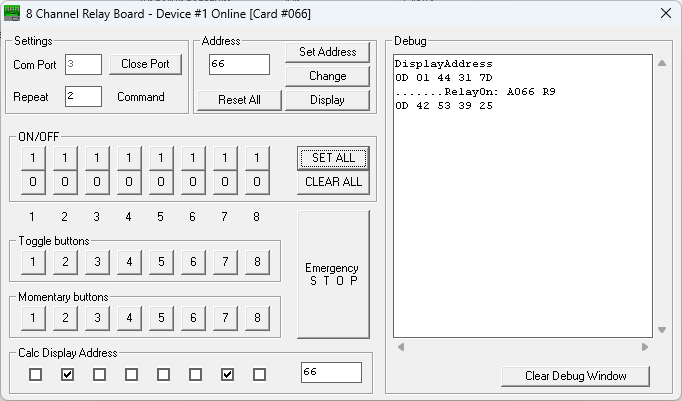 8 Channel Relay Board - Device #1 Online [Card #066]
Settings
Com Port 3 Close Port
Repeat 2 Command
Address
66 Set Address
Change
Reset All Display
ON/OFF
1 1 1 1 1 1 1 1 SET ALL
0 0 0 0 0 0 0 0 CLEAR ALL
1 2 3 4 5 6 7 8
Toggle buttons
1 2 3 4 5 6 7 8
Emergency
S T O P
Momentary buttons
1 2 3 4 5 6 7 8
Calc Display Address
66
Debug
DisplayAddress
0D 01 44 31 7D
.......RelayOn: A066 R9
0D 42 53 39 25
Clear Debug Window